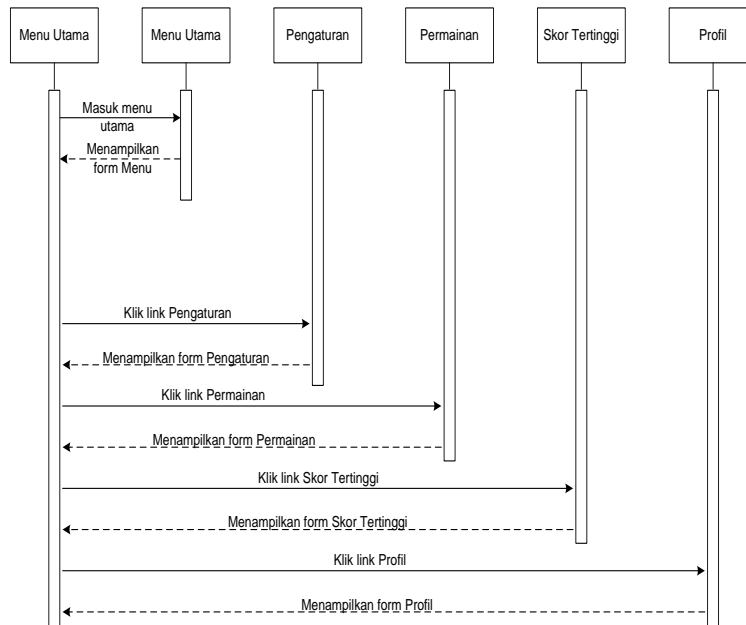 Menu Utama
Menu Utama
Pengaturan
Permainan
Skor Tertinggi
Profil
Masuk menu
utama
Menampilkan
form Menu
Klik link Pengaturan
Menampilkan form Pengaturan
Klik link Permainan
Menampilkan form Permainan
Klik link Skor Tertinggi
Menampilkan form Skor Tertinggi
Klik link Profil
Menampilkan form Profil